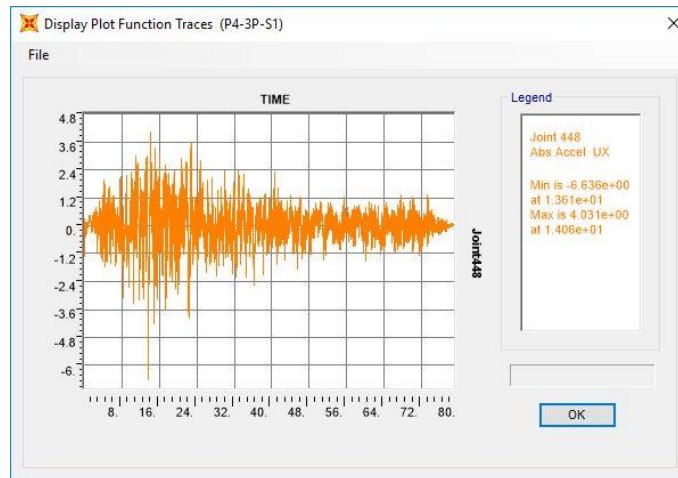 Display Plot Function Traces (P4-3P-S1)
File
TIME
4.8
3.6
2.4
1.2
0.
-1.2
-2.4
-3.6
-4.8
-6.
8. 16. 24. 32. 40. 48. 56. 64. 72. 80.
Joint448
Legend
Joint 448
Abs Accel UX
Min is -6.636e+00
at 1.361e+01
Max is 4.031e+00
at 1.406e+01
OK